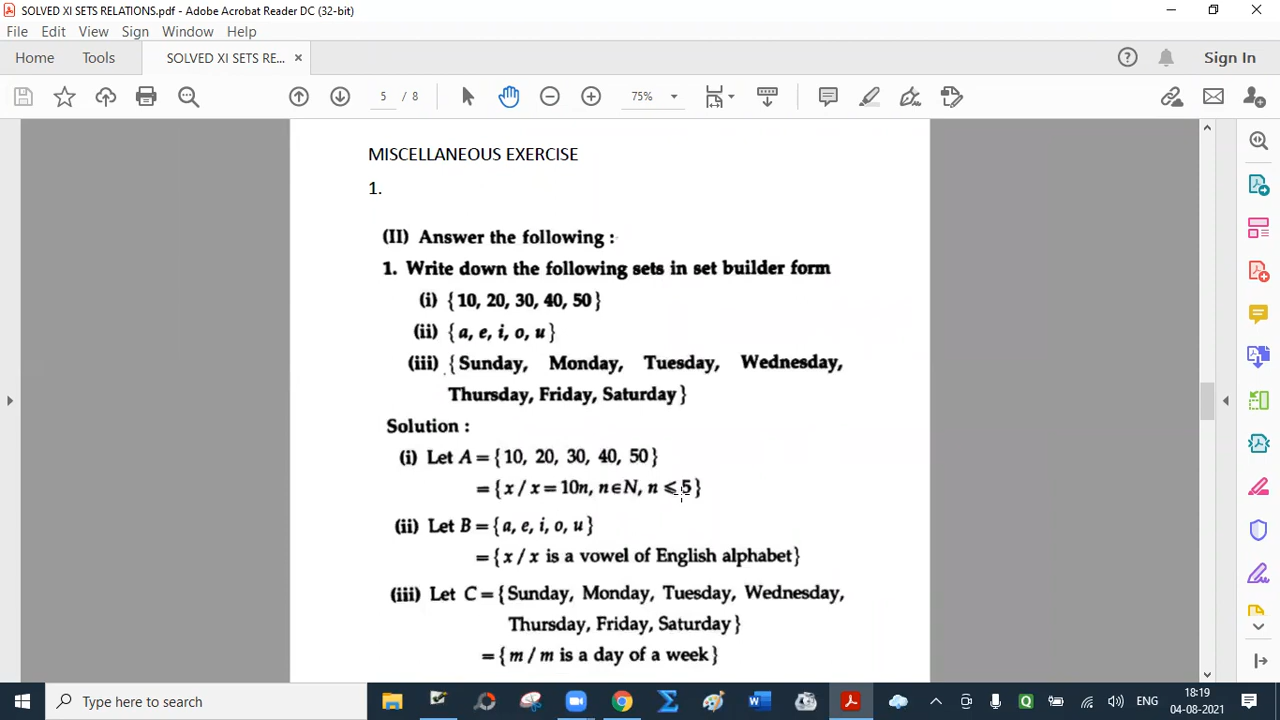 SOLVED XI SETS RELATIONS.pdf - Adobe Acrobat Reader DC (32-bit)
File Edit View Sign Window Help
Home Tools SOLVED XI SETS RE... × Sign In
5 / 8 75%
MISCELLANEOUS EXERCISE
1.
(II) Answer the following :
1. Write down the following sets in set builder form
(i) {10, 20, 30, 40, 50}
(ii) {a, e, i, o, u}
(iii) {Sunday, Monday, Tuesday, Wednesday,
Thursday, Friday, Saturday}
Solution :
(i) Let A = {10, 20, 30, 40, 50}
= {x / x = 10n, n∈N, n ⩽ 5}
(ii) Let B = {a, e, i, o, u}
= {x / x is a vowel of English alphabet}
(iii) Let C = {Sunday, Monday, Tuesday, Wednesday,
Thursday, Friday, Saturday}
= {m / m is a day of a week}
Type here to search
ENG
18:19
04-08-2021